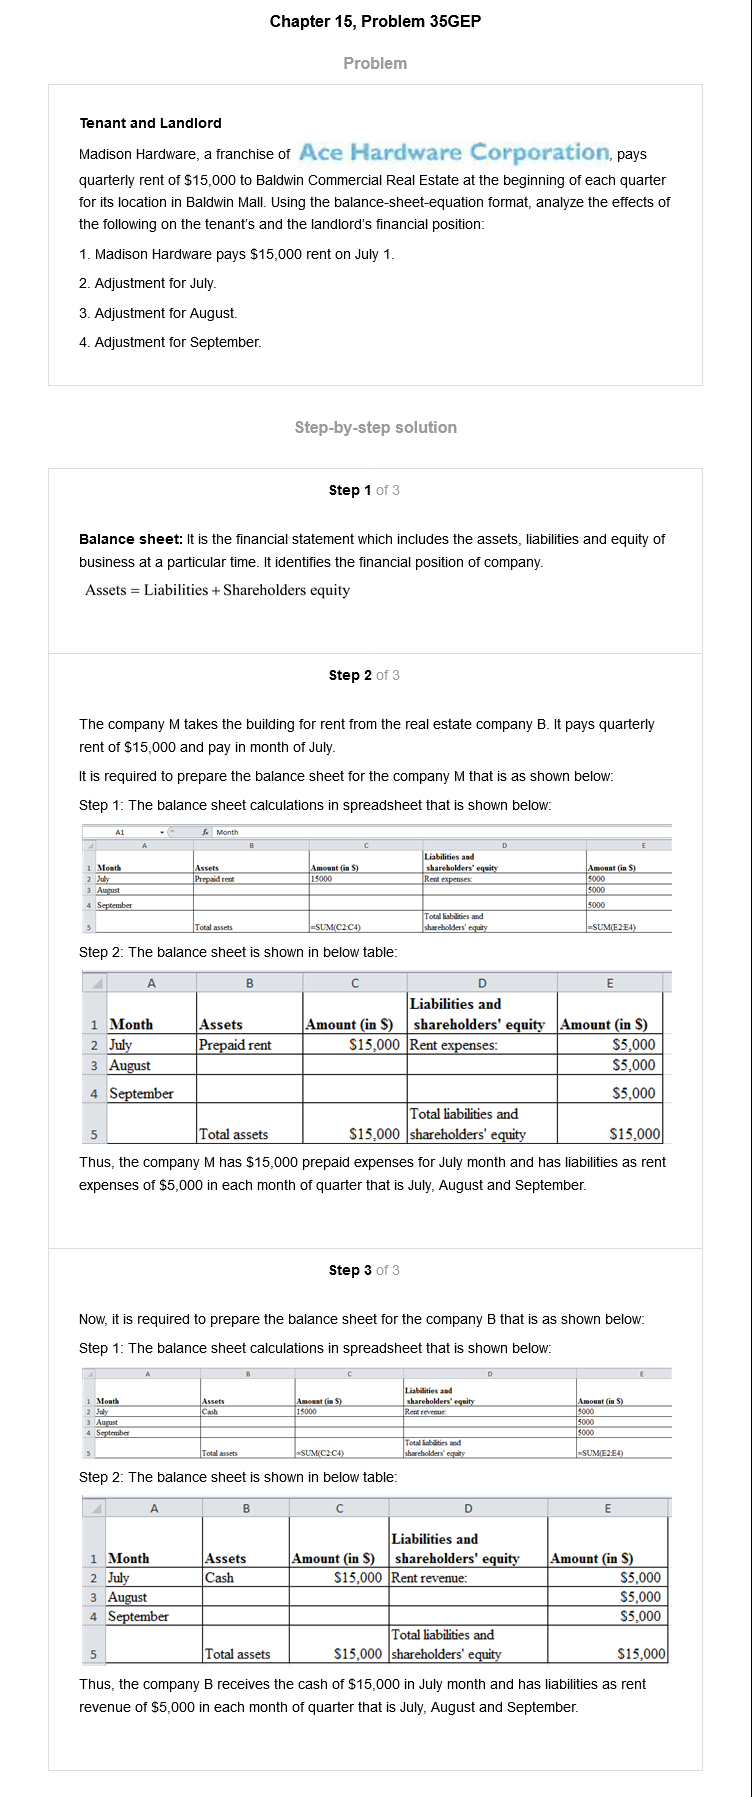 Chapter 15, Problem 35GEP
Problem
Tenant and Landlord
Madison Hardware, a franchise of Ace Hardware Corporation, pays
quarterly rent of $15,000 to Baldwin Commercial Real Estate at the beginning of each quarter
for its location in Baldwin Mall. Using the balance-sheet-equation format, analyze the effects of
the following on the tenant's and the landlord's financial position:
1. Madison Hardware pays $15,000 rent on July 1.
2. Adjustment for July.
3. Adjustment for August.
4. Adjustment for September.
Step-by-step solution
Step 1 of 3
Balance sheet: It is the financial statement which includes the assets, liabilities and equity of
business at a particular time. It identifies the financial position of company.
Assets = Liabilities + Shareholders equity
Step 2 of 3
The company M takes the building for rent from the real estate company B. It pays quarterly
rent of $15,000 and pay in month of July.
It is required to prepare the balance sheet for the company M that is as shown below:
Step 1: The balance sheet calculations in spreadsheet that is shown below:
A1 fx Month
A B C D E
Liabilities and
1 Month Assets Amount (in $) shareholders' equity Amount (in $)
2 July Prepaid rent 15000 Rent expenses: 5000
3 August 5000
4 September 5000
Total liabilities and
5 Total assets =SUM(C2:C4) shareholders' equity =SUM(E2:E4)
Step 2: The balance sheet is shown in below table:
A B C D E
Liabilities and
1 Month Assets Amount (in $) shareholders' equity Amount (in $)
2 July Prepaid rent $15,000 Rent expenses: $5,000
3 August $5,000
4 September $5,000
Total liabilities and
5 Total assets $15,000 shareholders' equity $15,000
Thus, the company M has $15,000 prepaid expenses for July month and has liabilities as rent
expenses of $5,000 in each month of quarter that is July, August and September.
Step 3 of 3
Now, it is required to prepare the balance sheet for the company B that is as shown below:
Step 1: The balance sheet calculations in spreadsheet that is shown below:
A B C D E
Liabilities and
1 Month Assets Amount (in $) shareholders' equity Amount (in $)
2 July Cash 15000 Rent revenue: 5000
3 August 5000
4 September 5000
Total liabilities and
5 Total assets =SUM(C2:C4) shareholders' equity =SUM(E2:E4)
Step 2: The balance sheet is shown in below table:
A B C D E
Liabilities and
1 Month Assets Amount (in $) shareholders' equity Amount (in $)
2 July Cash $15,000 Rent revenue: $5,000
3 August $5,000
4 September $5,000
Total liabilities and
5 Total assets $15,000 shareholders' equity $15,000
Thus, the company B receives the cash of $15,000 in July month and has liabilities as rent
revenue of $5,000 in each month of quarter that is July, August and September.